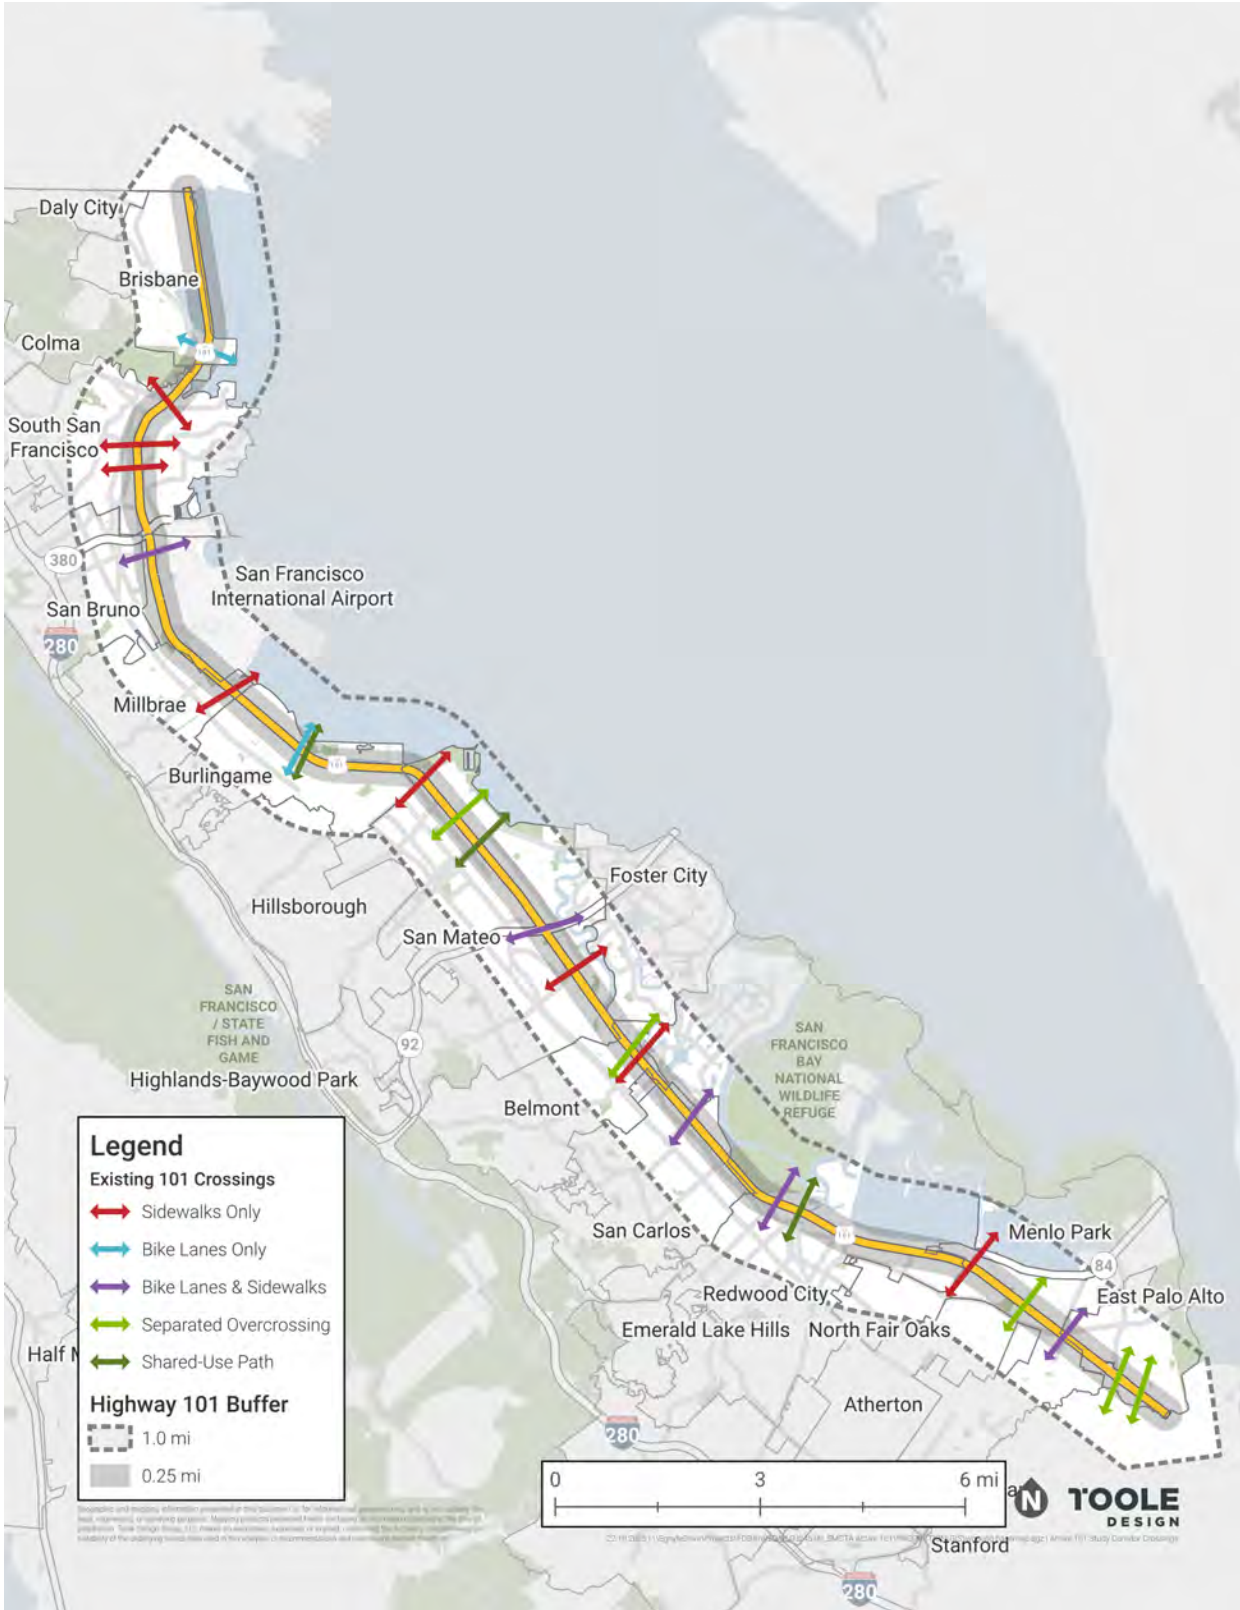 Daly City
Brisbane
Colma
101
South San
Francisco
380
San Francisco
International Airport
San Bruno
280
Millbrae
101
Burlingame
Foster City
Hillsborough
San Mateo
SAN
FRANCISCO
/ STATE
FISH AND
GAME
92
SAN
FRANCISCO
BAY
NATIONAL
WILDLIFE
REFUGE
Highlands-Baywood Park
Belmont
Legend
Existing 101 Crossings
Sidewalks Only
Bike Lanes Only
Bike Lanes & Sidewalks
Separated Overcrossing
Shared-Use Path
Highway 101 Buffer
1.0 mi
0.25 mi
San Carlos
101
Menlo Park
84
Redwood City
East Palo Alto
Emerald Lake Hills
North Fair Oaks
Half M
Atherton
280
0 3 6 mi
N
TOOLE
DESIGN
Stanford
280